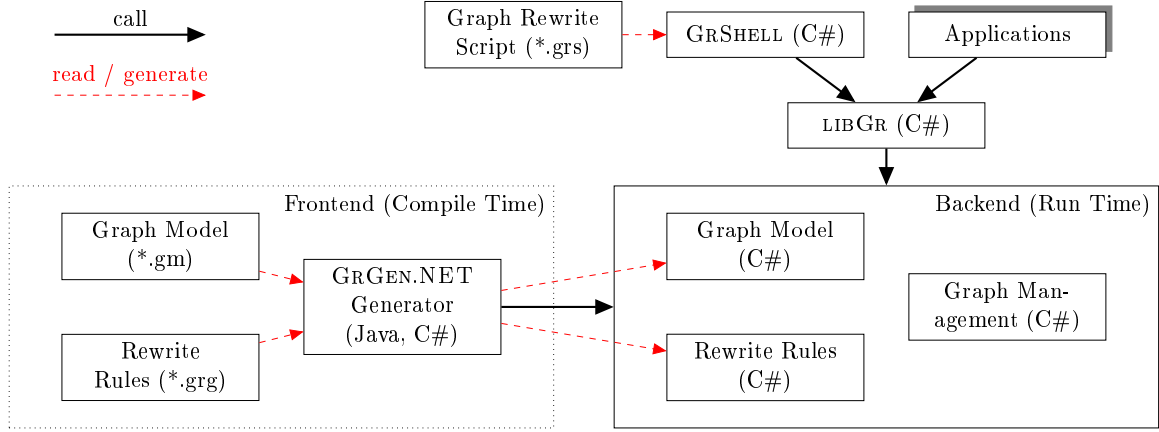 call
read / generate
Graph Rewrite
Script (*.grs)
GrShell (C#)
Applications
libGr (C#)
Frontend (Compile Time)
Graph Model
(*.gm)
Rewrite
Rules (*.grg)
GrGen.NET
Generator
(Java, C#)
Backend (Run Time)
Graph Model
(C#)
Rewrite Rules
(C#)
Graph Man-
agement (C#)